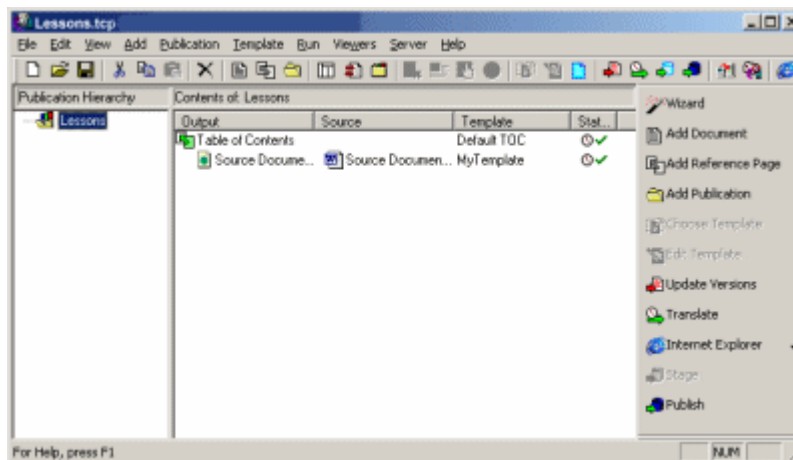 Lessons.tcp
File Edit View Add Publication Template Run Viewers Server Help
Publication Hierarchy
Contents of: Lessons
Lessons
Output Source Template Stat...
Table of Contents Default TOC
Source Docume... Source Documen... MyTemplate
Wizard
Add Document
Add Reference Page
Add Publication
Choose Template
Edit Template
Update Versions
Translate
Internet Explorer
Stage
Publish
For Help, press F1
NUM